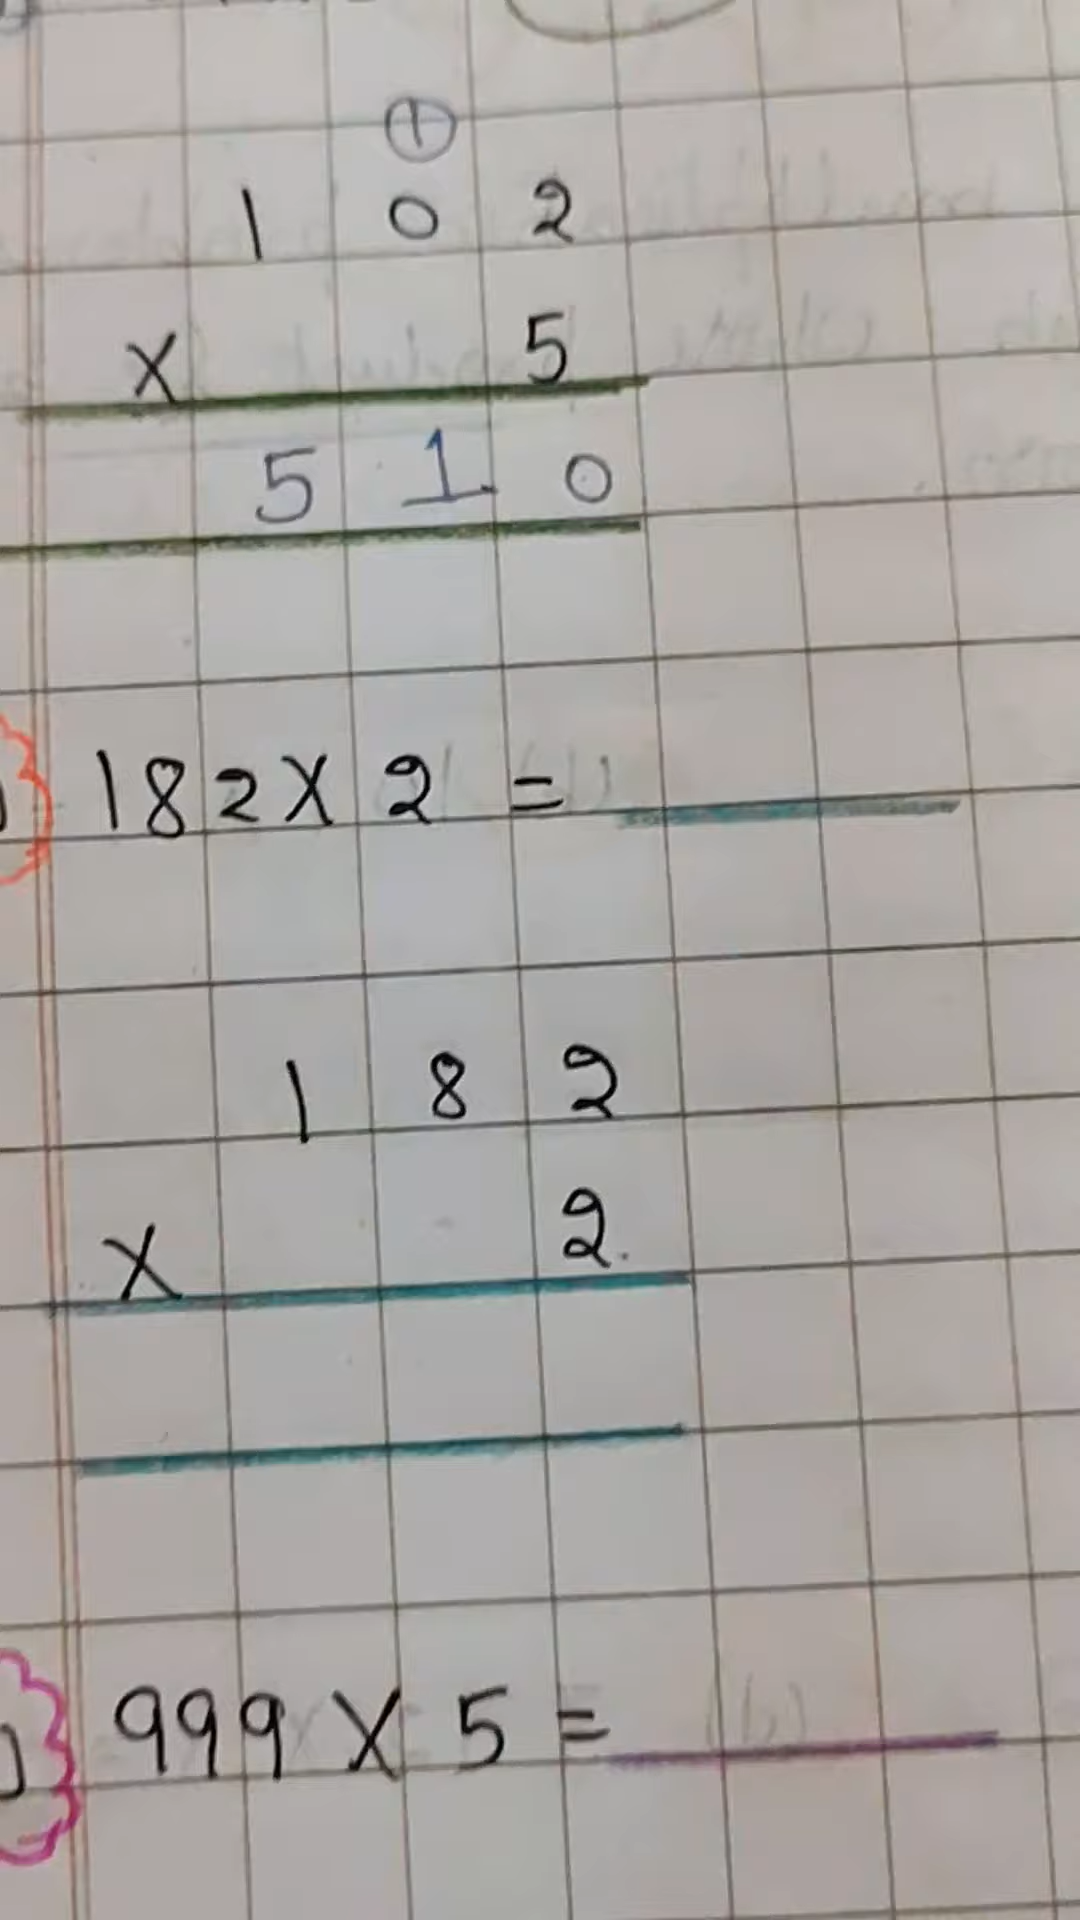 1
1 0 2
X 5
5 1 0
182 X 2 =
1 8 2
X 2
999 X 5 =